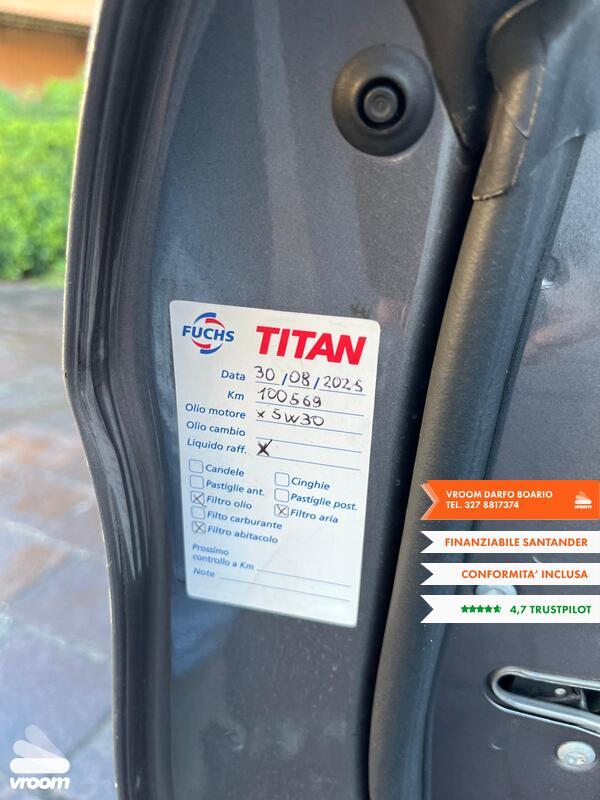 FUCHS TITAN
Data 30/08/2025
Km 100569
Olio motore x 5W30
Olio cambio
Liquido raff. X
Candele
Cinghie
Pastiglie ant.
Pastiglie post.
X Filtro olio
X Filtro aria
Filto carburante
X Filtro abitacolo
Prossimo
controllo a Km
Note
VROOM DARFO BOARIO
TEL. 327 8817374
vroom
FINANZIABILE SANTANDER
CONFORMITA' INCLUSA
4,7 TRUSTPILOT
vroom